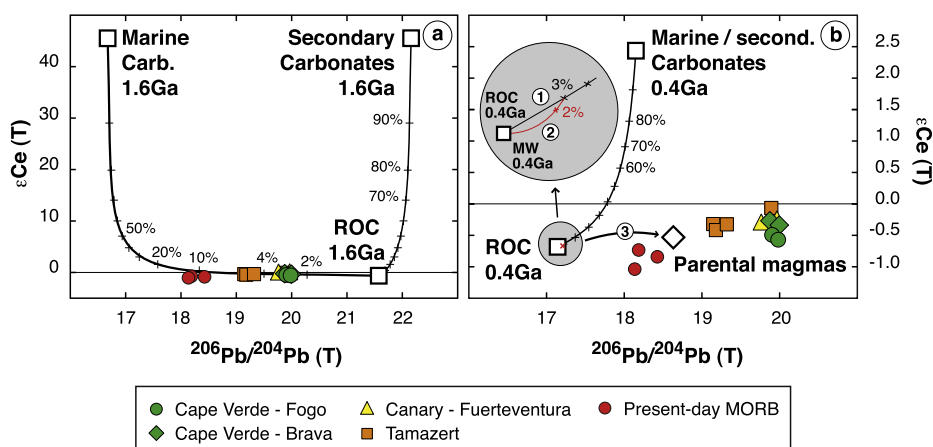 Marine
Carb.
1.6Ga
Secondary
Carbonates
1.6Ga
a
40
30
20
10
0
εCe (T)
90%
80%
70%
50%
20%
10%
4%
2%
ROC
1.6Ga
17
18
19
20
21
22
²⁰⁶Pb/²⁰⁴Pb (T)
b
Marine / second.
Carbonates
0.4Ga
ROC
0.4Ga
1
3%
2%
2
MW
0.4Ga
80%
70%
60%
ROC
0.4Ga
3
Parental magmas
2.5
2.0
1.5
1.0
0.5
0.0
-0.5
-1.0
εCe (T)
17
18
19
20
²⁰⁶Pb/²⁰⁴Pb (T)
Cape Verde - Fogo
Canary - Fuerteventura
Present-day MORB
Cape Verde - Brava
Tamazert